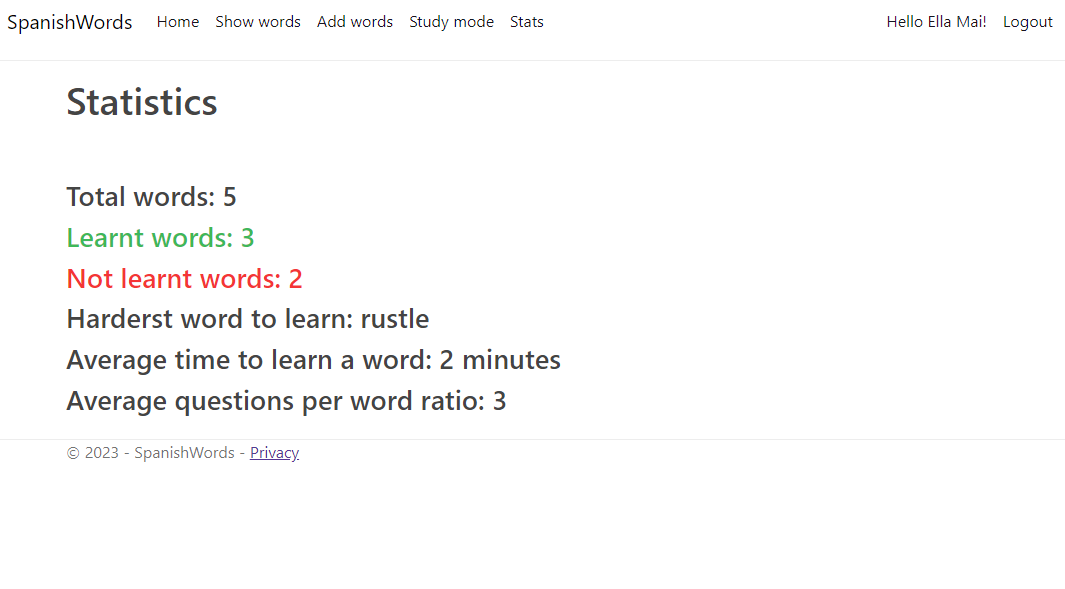 SpanishWords Home Show words Add words Study mode Stats Hello Ella Mai! Logout
Statistics
Total words: 5
Learnt words: 3
Not learnt words: 2
Harderst word to learn: rustle
Average time to learn a word: 2 minutes
Average questions per word ratio: 3
© 2023 - SpanishWords - Privacy